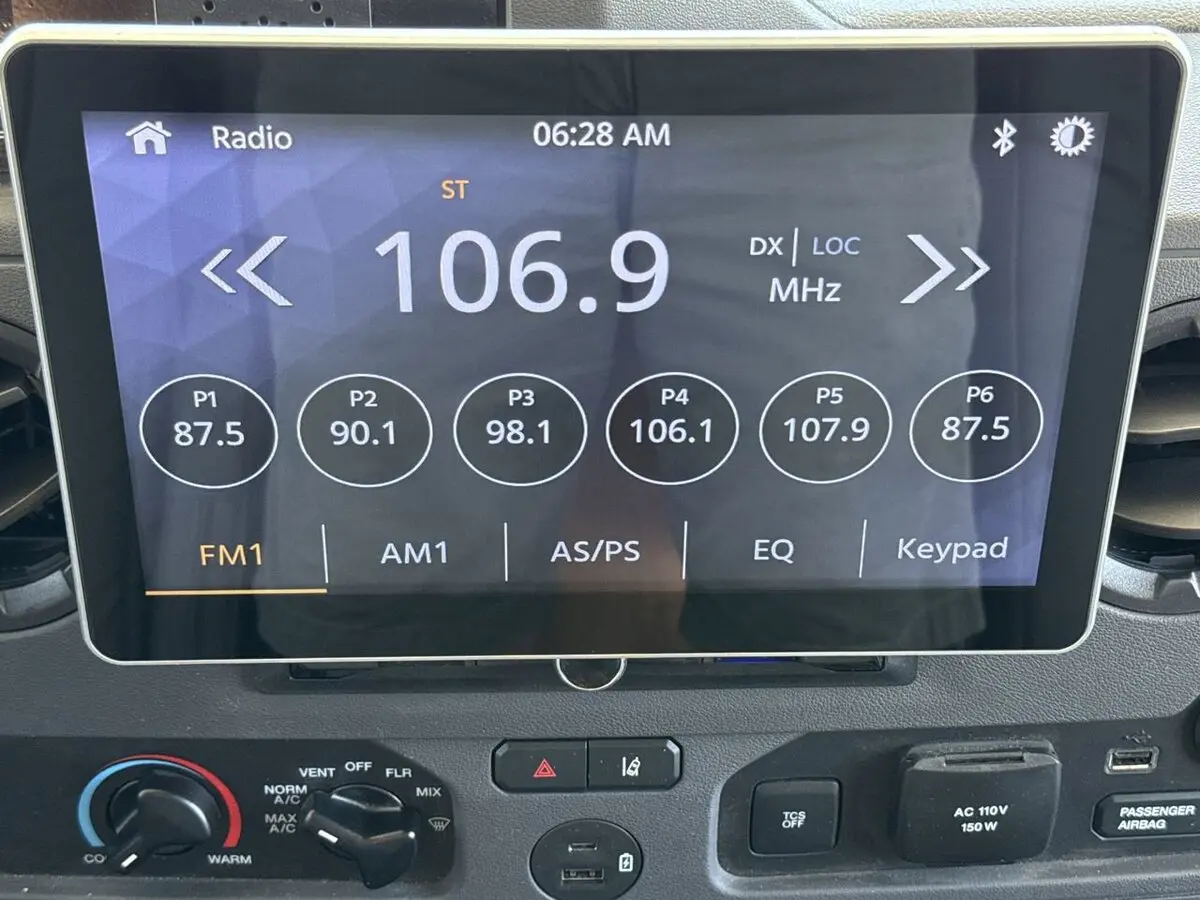 Radio 06:28 AM
ST
106.9 DX | LOC
MHz
P1 P2 P3 P4 P5 P6
87.5 90.1 98.1 106.1 107.9 87.5
FM1 AM1 AS/PS EQ Keypad
VENT OFF FLR
NORM A/C MIX
MAX A/C
WARM
TCS OFF
AC 110V
150 W
PASSENGER
AIRBAG